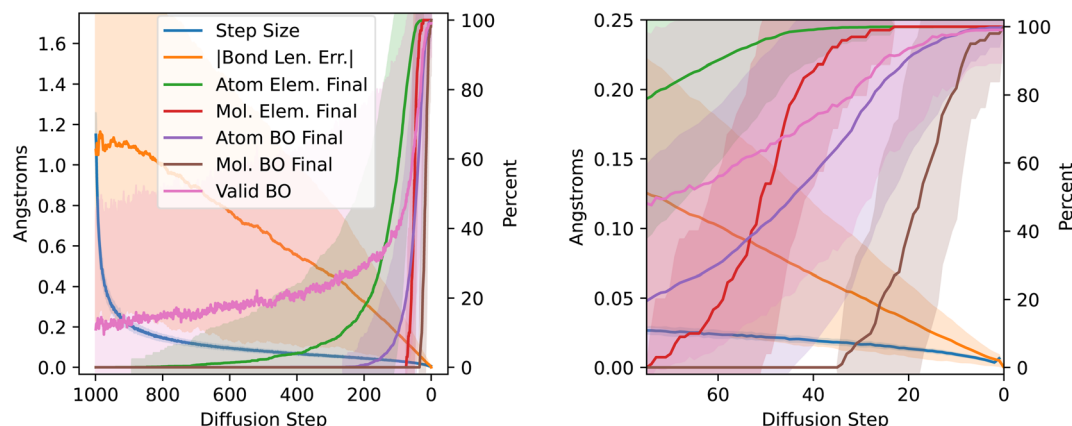 Step Size
|Bond Len. Err.|
Atom Elem. Final
Mol. Elem. Final
Atom BO Final
Mol. BO Final
Valid BO
Angstroms
1.6
1.4
1.2
1.0
0.8
0.6
0.4
0.2
0.0
1000 800 600 400 200 0
Diffusion Step
100
80
60
40
20
0
Percent
Angstroms
0.25
0.20
0.15
0.10
0.05
0.00
60 40 20 0
Diffusion Step
100
80
60
40
20
0
Percent